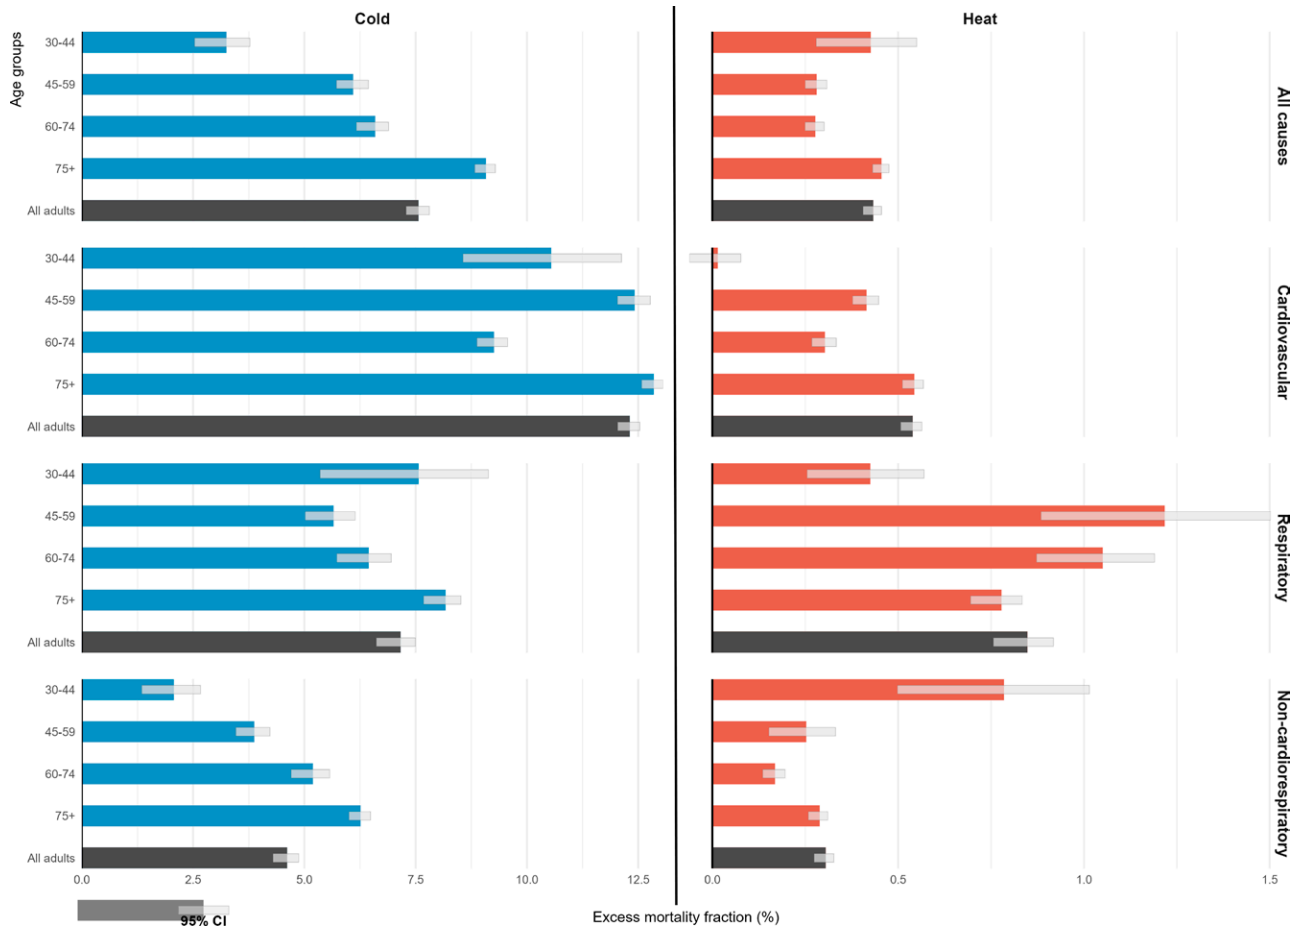 Cold
Heat
Age groups
30-44
45-59
60-74
75+
All adults
All causes
30-44
45-59
60-74
75+
All adults
Cardiovascular
30-44
45-59
60-74
75+
All adults
Respiratory
30-44
45-59
60-74
75+
All adults
Non-cardiorespiratory
0.0 2.5 5.0 7.5 10.0 12.5
0.0 0.5 1.0 1.5
95% CI
Excess mortality fraction (%)